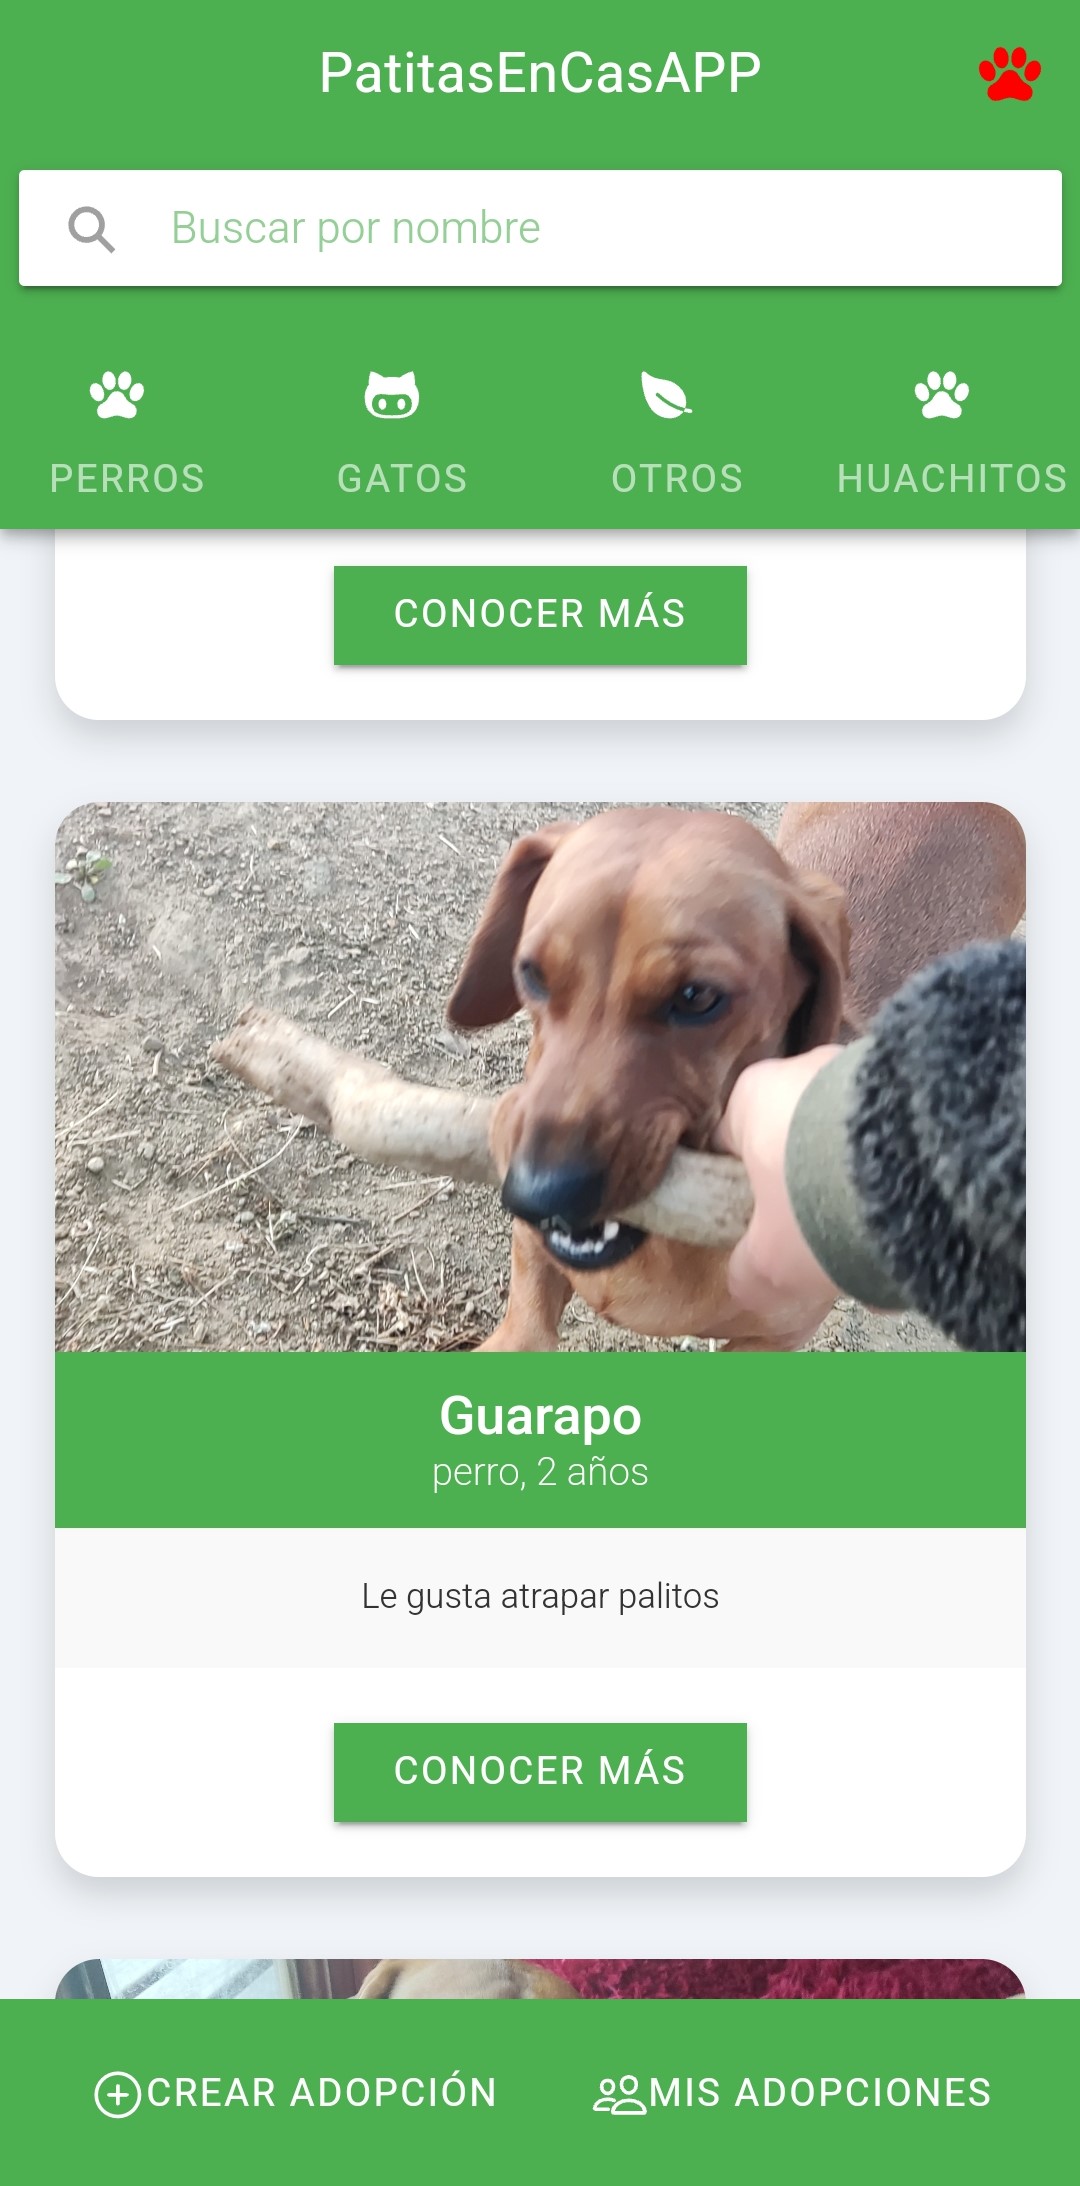 PatitasEnCasAPP
Buscar por nombre
PERROS GATOS OTROS HUACHITOS
CONOCER MÁS
Guarapo
perro, 2 años
Le gusta atrapar palitos
CONOCER MÁS
CREAR ADOPCIÓN MIS ADOPCIONES